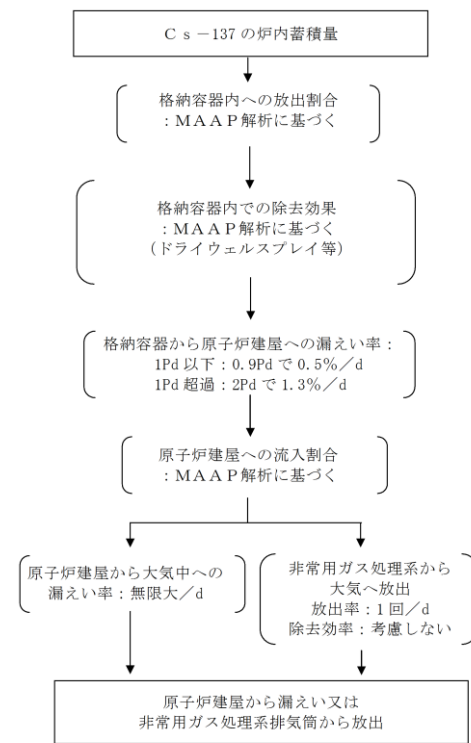 Ｃｓ－137 の炉内蓄積量
格納容器内への放出割合
：ＭＡＡＰ解析に基づく
格納容器内での除去効果
：ＭＡＡＰ解析に基づく
(ドライウェルスプレイ等)
格納容器から原子炉建屋への漏えい率：
1Pd 以下：0.9Pd で 0.5％／d
1Pd 超過：2Pd で 1.3％／d
原子炉建屋への流入割合
：ＭＡＡＰ解析に基づく
原子炉建屋から大気中への
漏えい率：無限大／d
非常用ガス処理系から
大気へ放出
放出率：1 回／d
除去効率：考慮しない
原子炉建屋から漏えい又は
非常用ガス処理系排気筒から放出